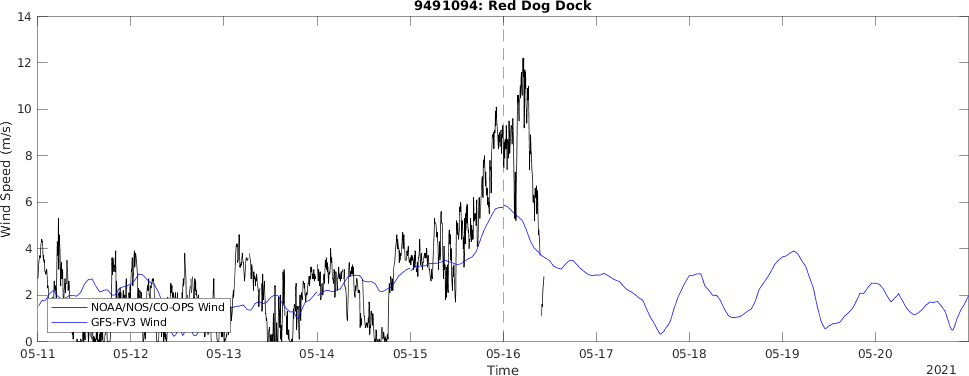 9491094: Red Dog Dock
14
12
10
8
6
4
2
0
Wind Speed (m/s)
NOAA/NOS/CO-OPS Wind
GFS-FV3 Wind
05-11 05-12 05-13 05-14 05-15 05-16 05-17 05-18 05-19 05-20
Time
2021